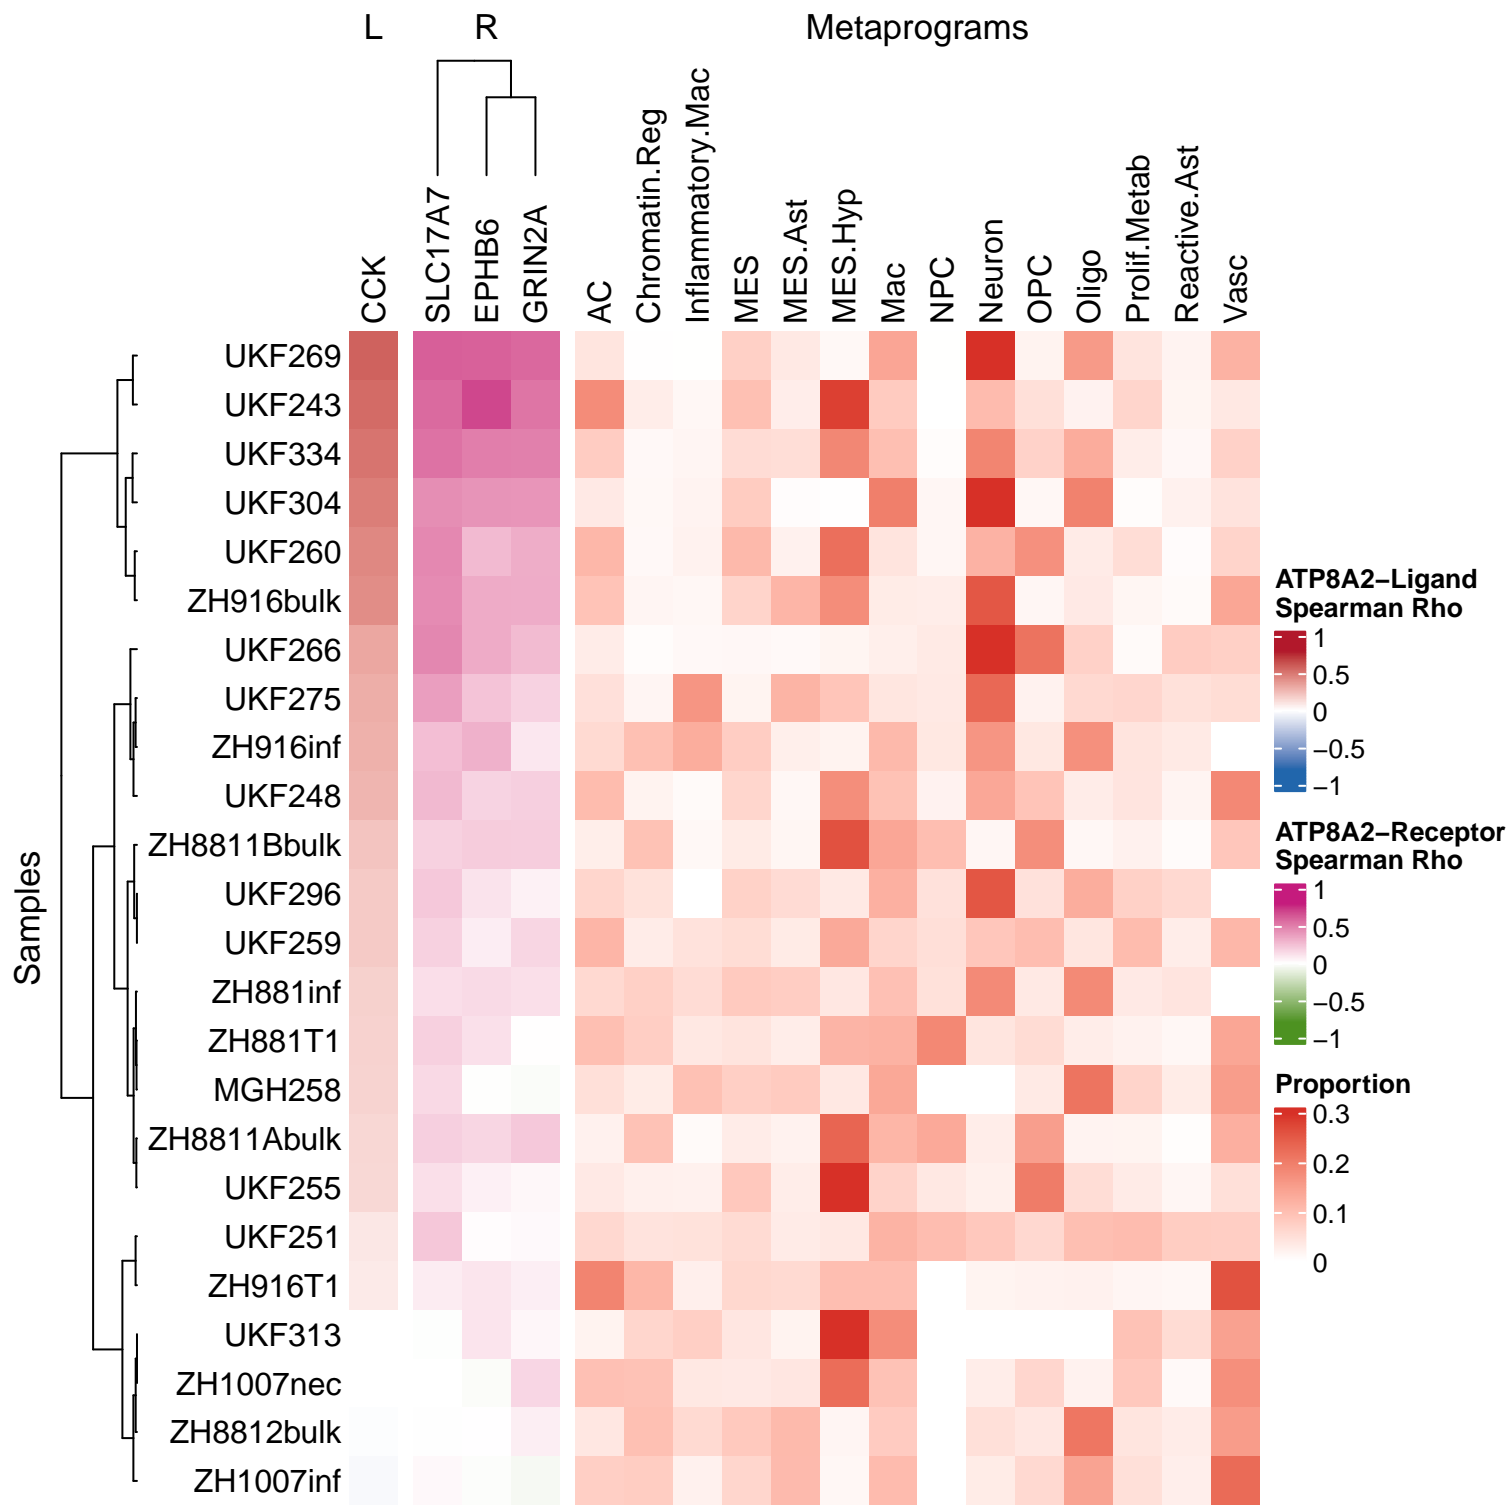 L R Metaprograms
CCK
SLC17A7
EPHB6
GRIN2A
AC
Chromatin.Reg
Inflammatory.Mac
MES
MES.Ast
MES.Hyp
Mac
NPC
Neuron
OPC
Oligo
Prolif.Metab
Reactive.Ast
Vasc
Samples
UKF269
UKF243
UKF334
UKF304
UKF260
ZH916bulk
UKF266
UKF275
ZH916inf
UKF248
ZH8811Bbulk
UKF296
UKF259
ZH881inf
ZH881T1
MGH258
ZH8811Abulk
UKF255
UKF251
ZH916T1
UKF313
ZH1007nec
ZH8812bulk
ZH1007inf
ATP8A2−Ligand
Spearman Rho
1
0.5
0
−0.5
−1
ATP8A2−Receptor
Spearman Rho
1
0.5
0
−0.5
−1
Proportion
0.3
0.2
0.1
0